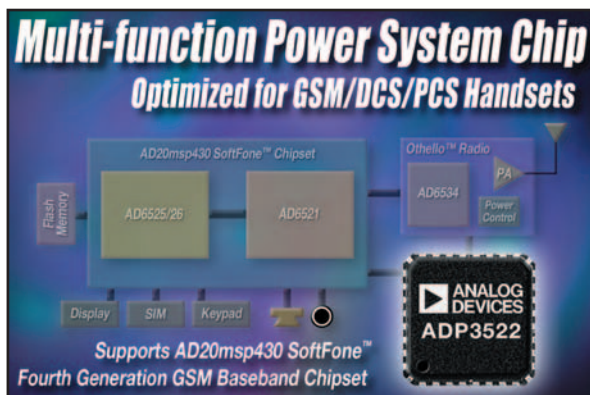 Multi-function Power System Chip
Optimized for GSM/DCS/PCS Handsets
AD20msp430 SoftFone™ Chipset
Othello™ Radio
Flash
Memory
AD6525/26
AD6521
AD6534
PA
Power
Control
Display
SIM
Keypad
ANALOG
DEVICES
ADP3522
Supports AD20msp430 SoftFone™
Fourth Generation GSM Baseband Chipset